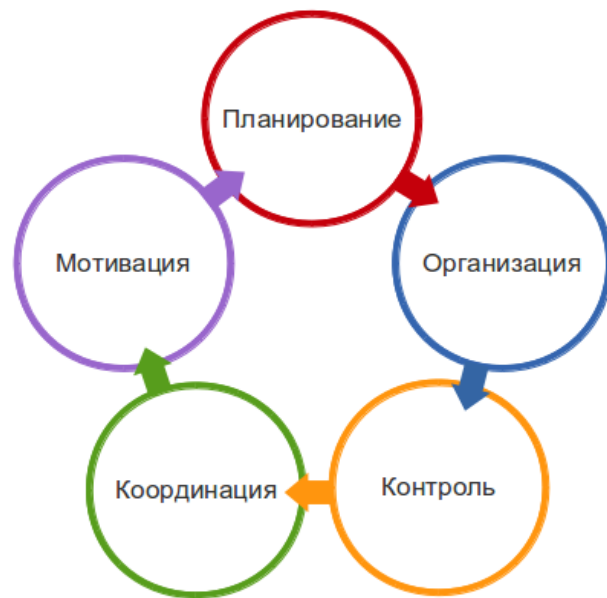 Планирование
Организация
Контроль
Координация
Мотивация